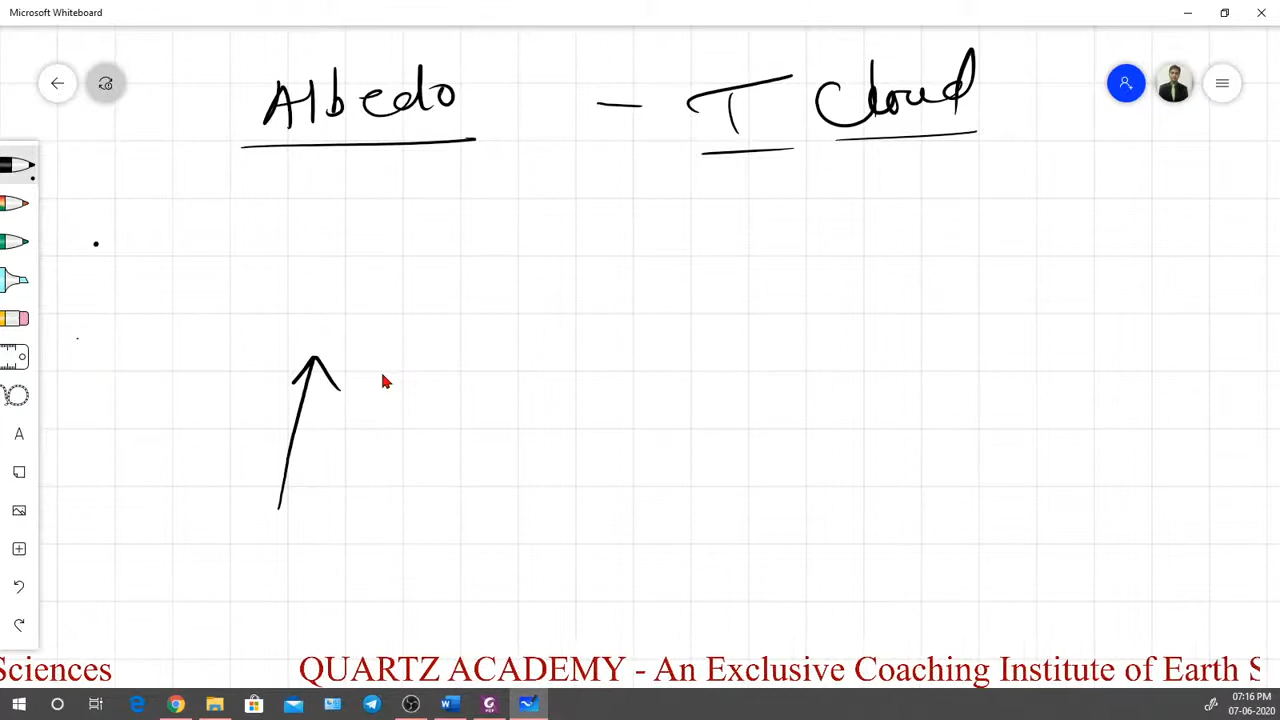 Microsoft Whiteboard
Albedo – T Cloud
A
Sciences QUARTZ ACADEMY - An Exclusive Coaching Institute of Earth S
07:16 PM
07-06-2020